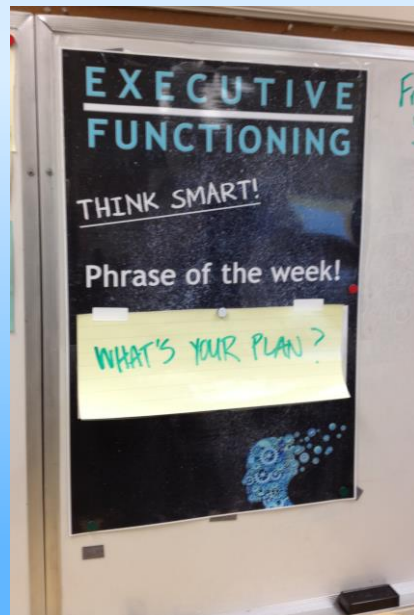 EXECUTIVE
FUNCTIONING
THINK SMART!
Phrase of the week!
WHAT'S YOUR PLAN?